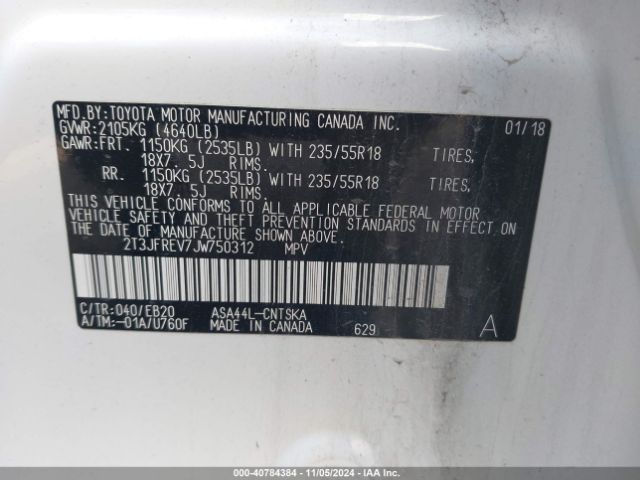 MFD.BY:TOYOTA MOTOR MANUFACTURING CANADA INC. 01/18
GVWR:2105KG (4640LB)
GAWR:FRT. 1150KG (2535LB) WITH 235/55R18 TIRES,
18X7. 5J RIMS.
RR. 1150KG (2535LB) WITH 235/55R18 TIRES,
18X7. 5J RIMS.
THIS VEHICLE CONFORMS TO ALL APPLICABLE FEDERAL MOTOR
VEHICLE SAFETY AND THEFT PREVENTION STANDARDS IN EFFECT ON
THE DATE OF MANUFACTURE SHOWN ABOVE.
2T3JFREV7JW750312 MPV
C/TR:040/EB20 ASA44L-CNTSKA
A/TM:-01A/U760F MADE IN CANADA 629 A
000-40784384 | 11/05/2024 - IAA Inc.